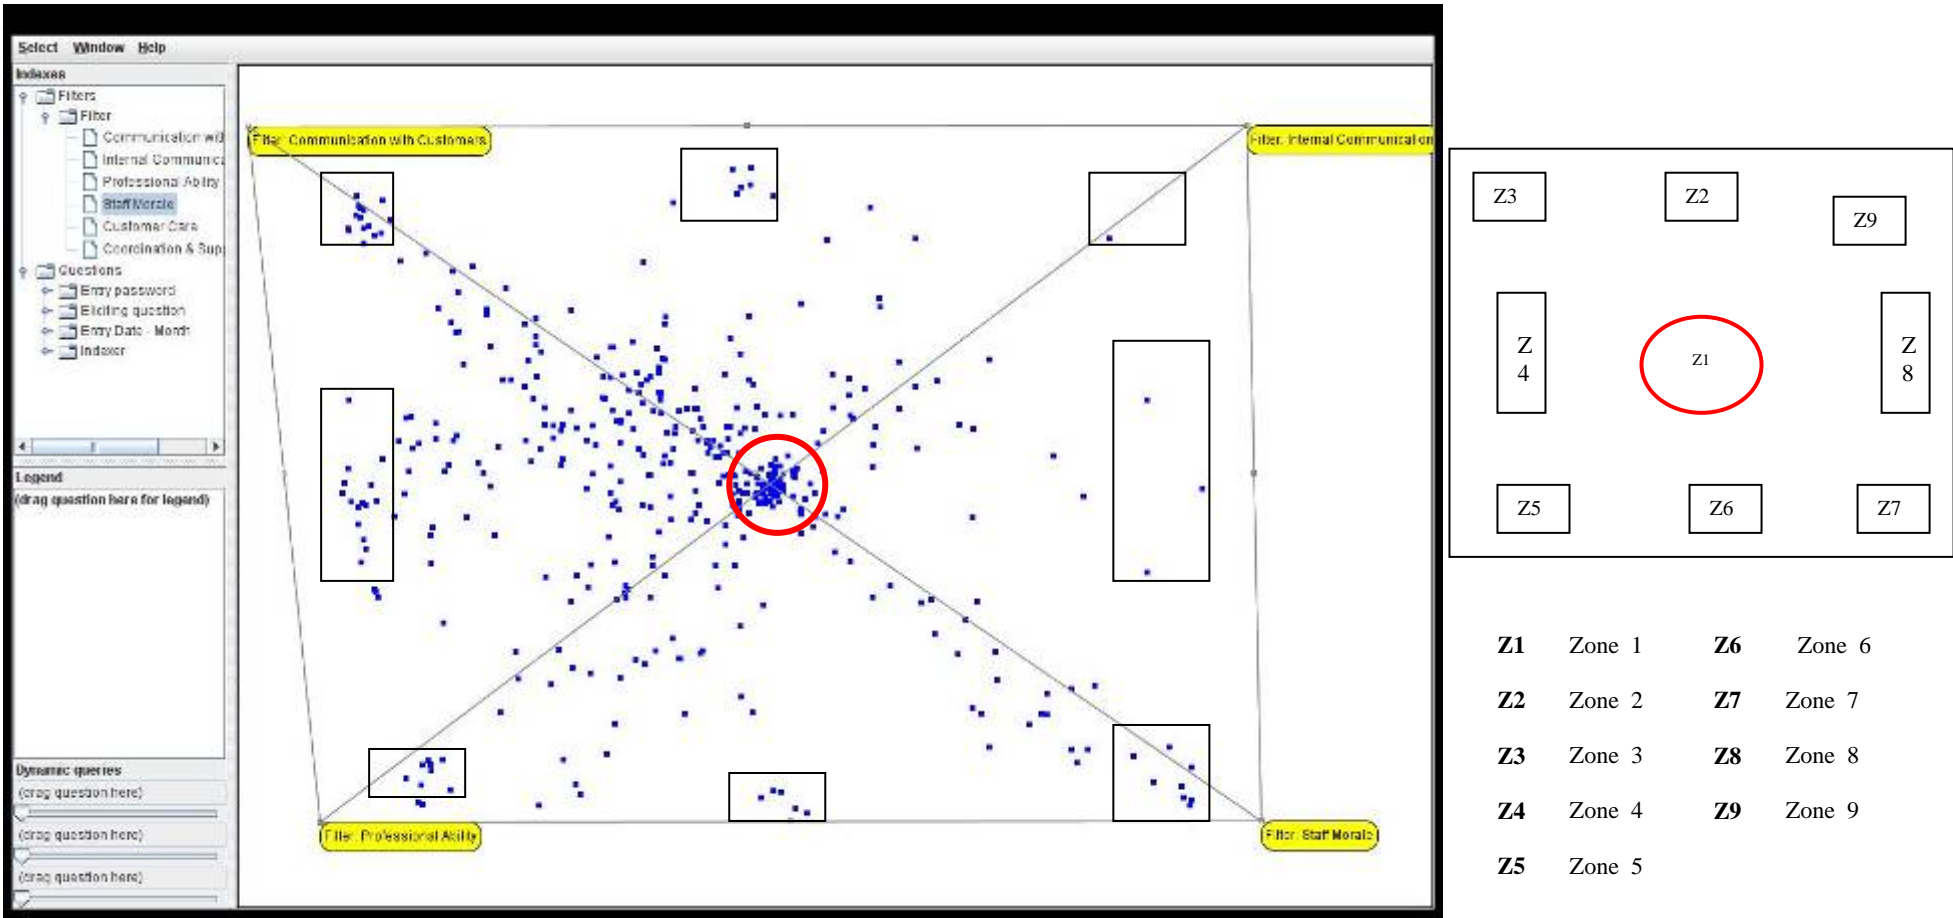 Select Window Help
Indexes
Filters
Filter
Communication with
Internal Communica
Professional Ability
Staff Morale
Customer Care
Coordination & Supp
Questions
Entry password
Eliciting question
Entry Date - Month
Indexer
Legend
(drag question here for legend)
Dynamic queries
(drag question here)
(drag question here)
(drag question here)
Filter: Communication with Customers
Filter: Internal Communication
Filter: Professional Ability
Filter: Staff Morale
Z3
Z2
Z9
Z
4
Z1
Z
8
Z5
Z6
Z7
Z1 Zone 1 Z6 Zone 6
Z2 Zone 2 Z7 Zone 7
Z3 Zone 3 Z8 Zone 8
Z4 Zone 4 Z9 Zone 9
Z5 Zone 5